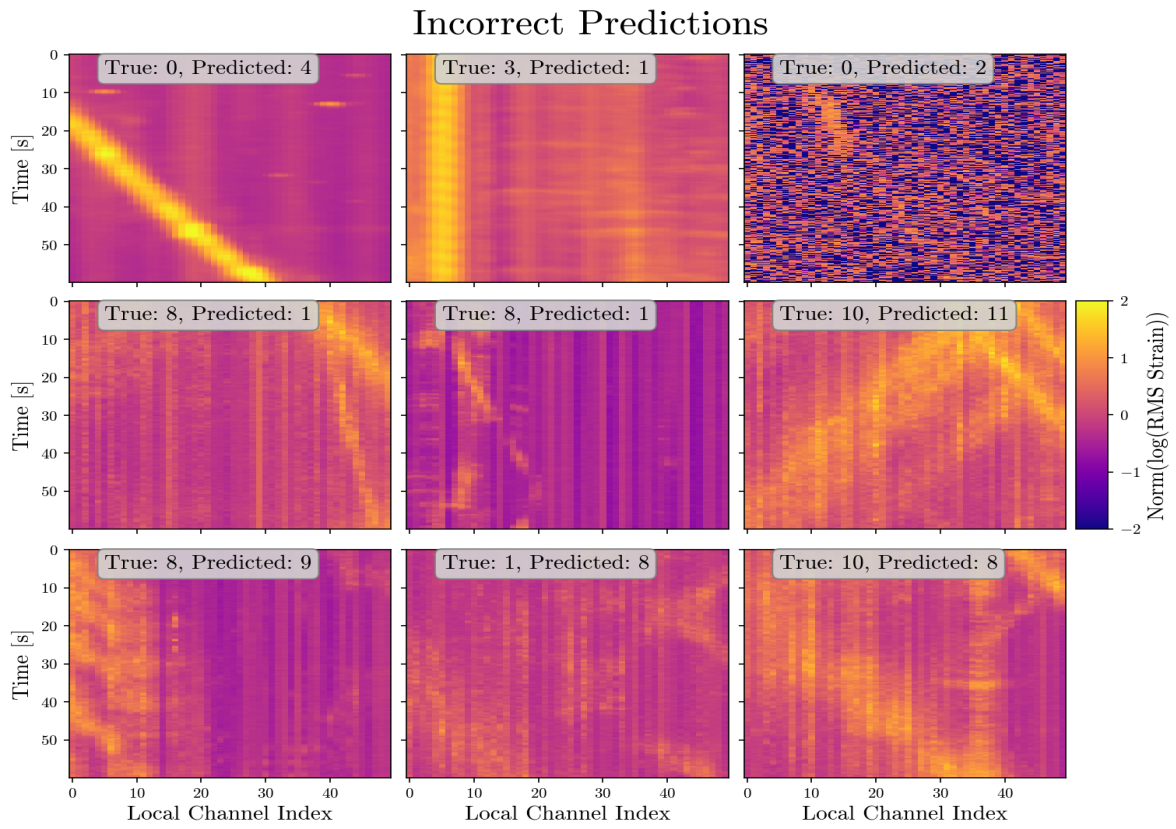 Incorrect Predictions
True: 0, Predicted: 4
True: 3, Predicted: 1
True: 0, Predicted: 2
0
10
20
30
40
50
Time [s]
True: 8, Predicted: 1
True: 8, Predicted: 1
True: 10, Predicted: 11
0
10
20
30
40
50
Time [s]
2
1
0
−1
−2
Norm(log(RMS Strain))
True: 8, Predicted: 9
True: 1, Predicted: 8
True: 10, Predicted: 8
0
10
20
30
40
50
Time [s]
0 10 20 30 40
0 10 20 30 40
0 10 20 30 40
Local Channel Index
Local Channel Index
Local Channel Index